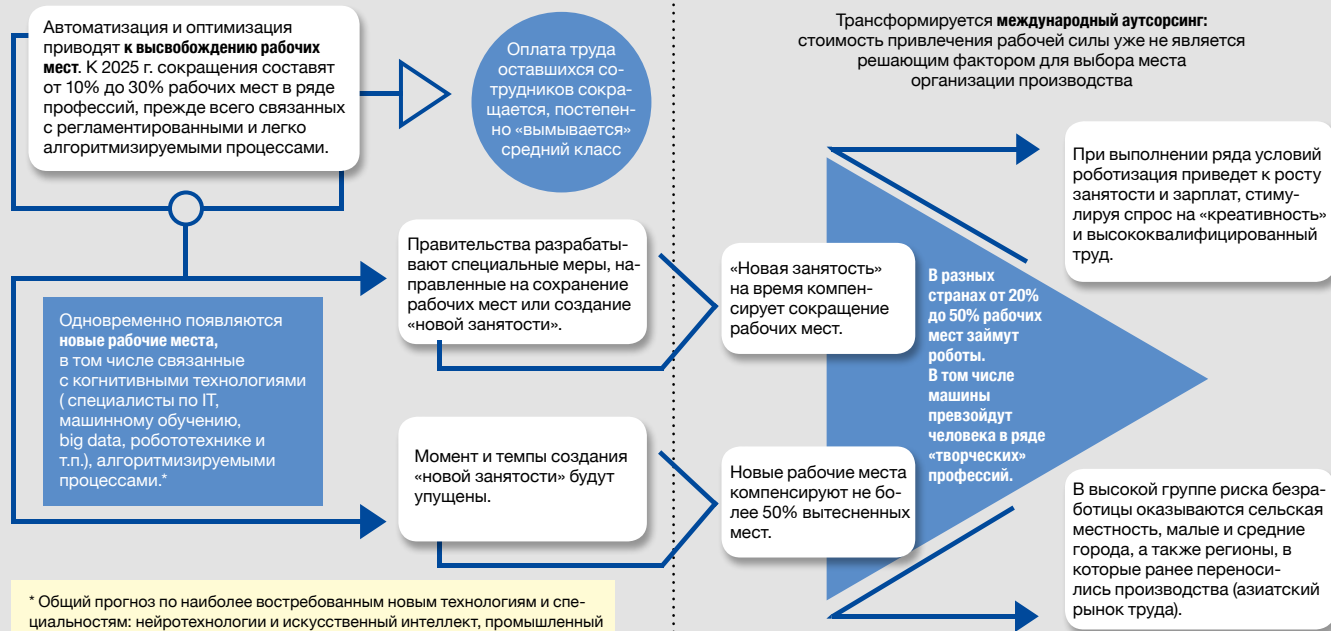 Автоматизация и оптимизация
приводят к высвобождению рабочих
мест. К 2025 г. сокращения составят
от 10% до 30% рабочих мест в ряде
профессий, прежде всего связанных
с регламентированными и легко
алгоритмизируемыми процессами.
Оплата труда
оставшихся со-
трудников сокра-
щается, постепен-
но «вымывается»
средний класс
Трансформируется международный аутсорсинг:
стоимость привлечения рабочей силы уже не является
решающим фактором для выбора места
организации производства
Одновременно появляются
новые рабочие места,
в том числе связанные
с когнитивными технологиями
( специалисты по IT,
машинному обучению,
big data, робототехнике и
т.п.), алгоритмизируемыми
процессами.*
Правительства разрабаты-
вают специальные меры, на-
правленные на сохранение
рабочих мест или создание
«новой занятости».
Момент и темпы создания
«новой занятости» будут
упущены.
«Новая занятость»
на время компен-
сирует сокращение
рабочих мест.
Новые рабочие места
компенсируют не бо-
лее 50% вытесненных
мест.
В разных
странах от 20%
до 50% рабочих
мест займут
роботы.
В том числе
машины
превзойдут
человека в ряде
«творческих»
профессий.
При выполнении ряда условий
роботизация приведет к росту
занятости и зарплат, стиму-
лируя спрос на «креативность»
и высококвалифицированный
труд.
В высокой группе риска безра-
ботицы оказываются сельская
местность, малые и средние
города, а также регионы, в
которые ранее переноси-
лись производства (азиатский
рынок труда).
* Общий прогноз по наиболее востребованным новым технологиям и спе-
циальностям: нейротехнологии и искусственный интеллект, промышленный